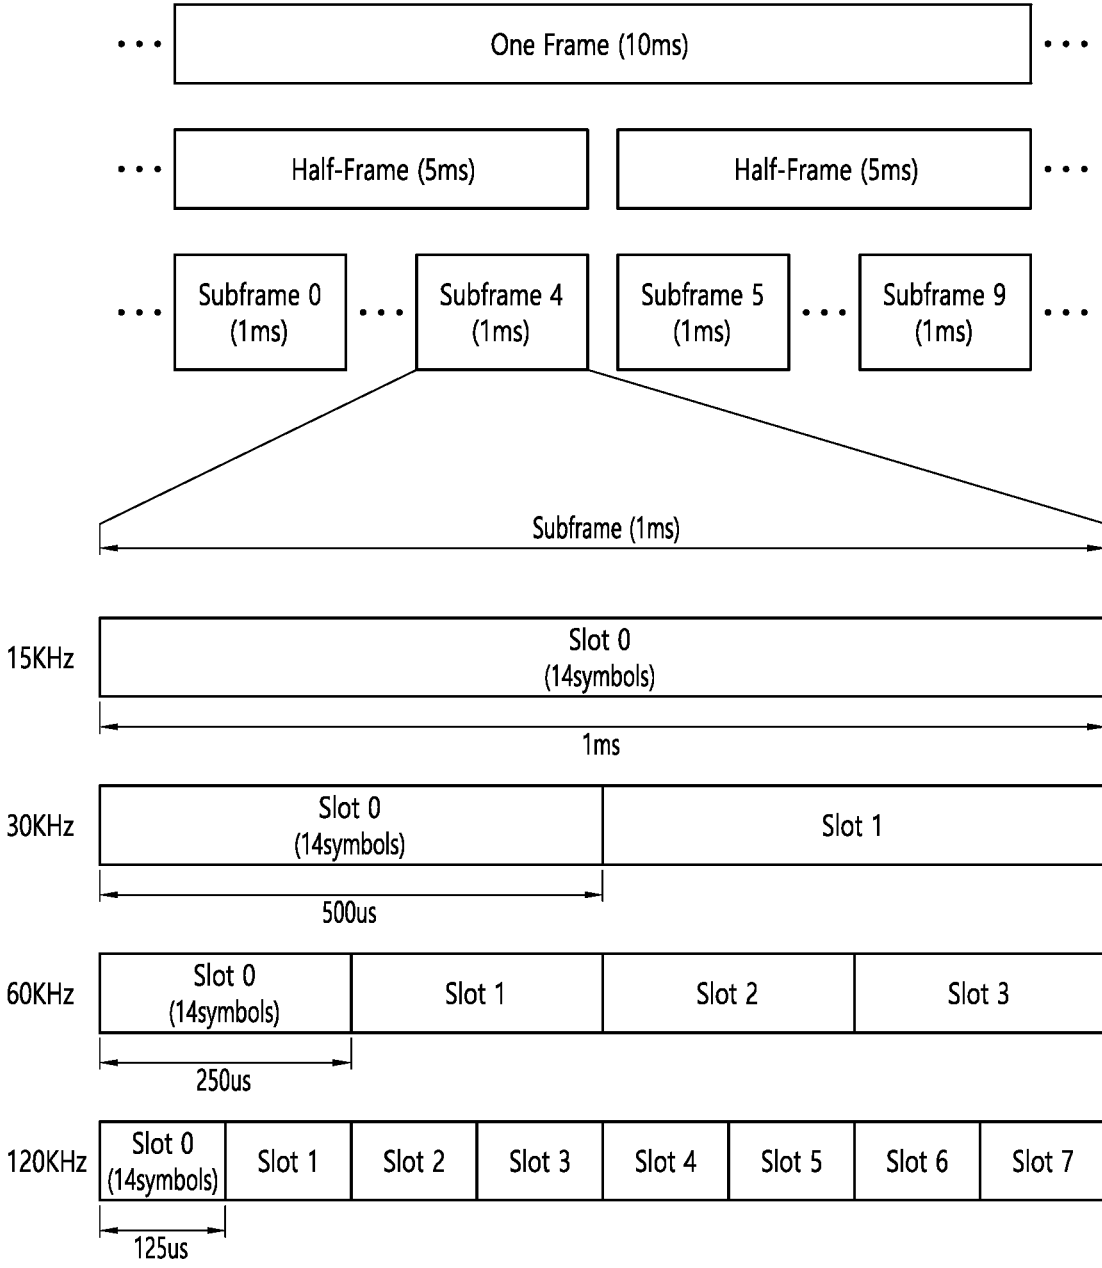 One Frame (10ms)
Half-Frame (5ms)
Half-Frame (5ms)
Subframe 0
(1ms)
Subframe 4
(1ms)
Subframe 5
(1ms)
Subframe 9
(1ms)
Subframe (1ms)
15KHz
Slot 0
(14symbols)
1ms
30KHz
Slot 0
(14symbols)
Slot 1
500us
60KHz
Slot 0
(14symbols)
Slot 1
Slot 2
Slot 3
250us
120KHz
Slot 0
(14symbols)
Slot 1
Slot 2
Slot 3
Slot 4
Slot 5
Slot 6
Slot 7
125us